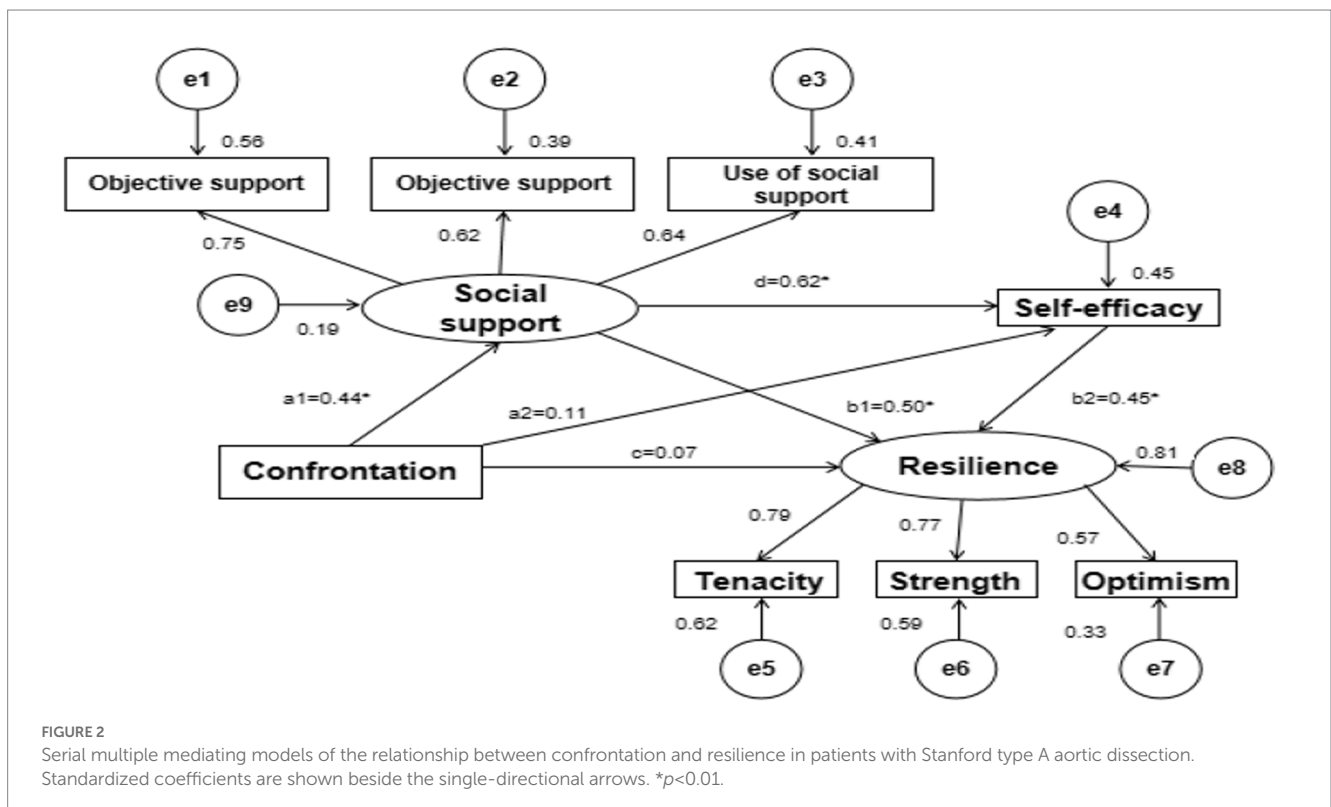 e1
e2
e3
0.56
0.39
0.41
Objective support
Objective support
Use of social
support
e4
0.75
0.62
0.64
0.45
e9
0.19
Social
support
d=0.62*
Self-efficacy
a1=0.44*
a2=0.11
b1=0.50*
b2=0.45*
Confrontation
c=0.07
Resilience
0.81
e8
0.79
0.77
0.57
Tenacity
Strength
Optimism
0.62
0.59
0.33
e5
e6
e7
FIGURE 2
Serial multiple mediating models of the relationship between confrontation and resilience in patients with Stanford type A aortic dissection.
Standardized coefficients are shown beside the single-directional arrows. *p<0.01.